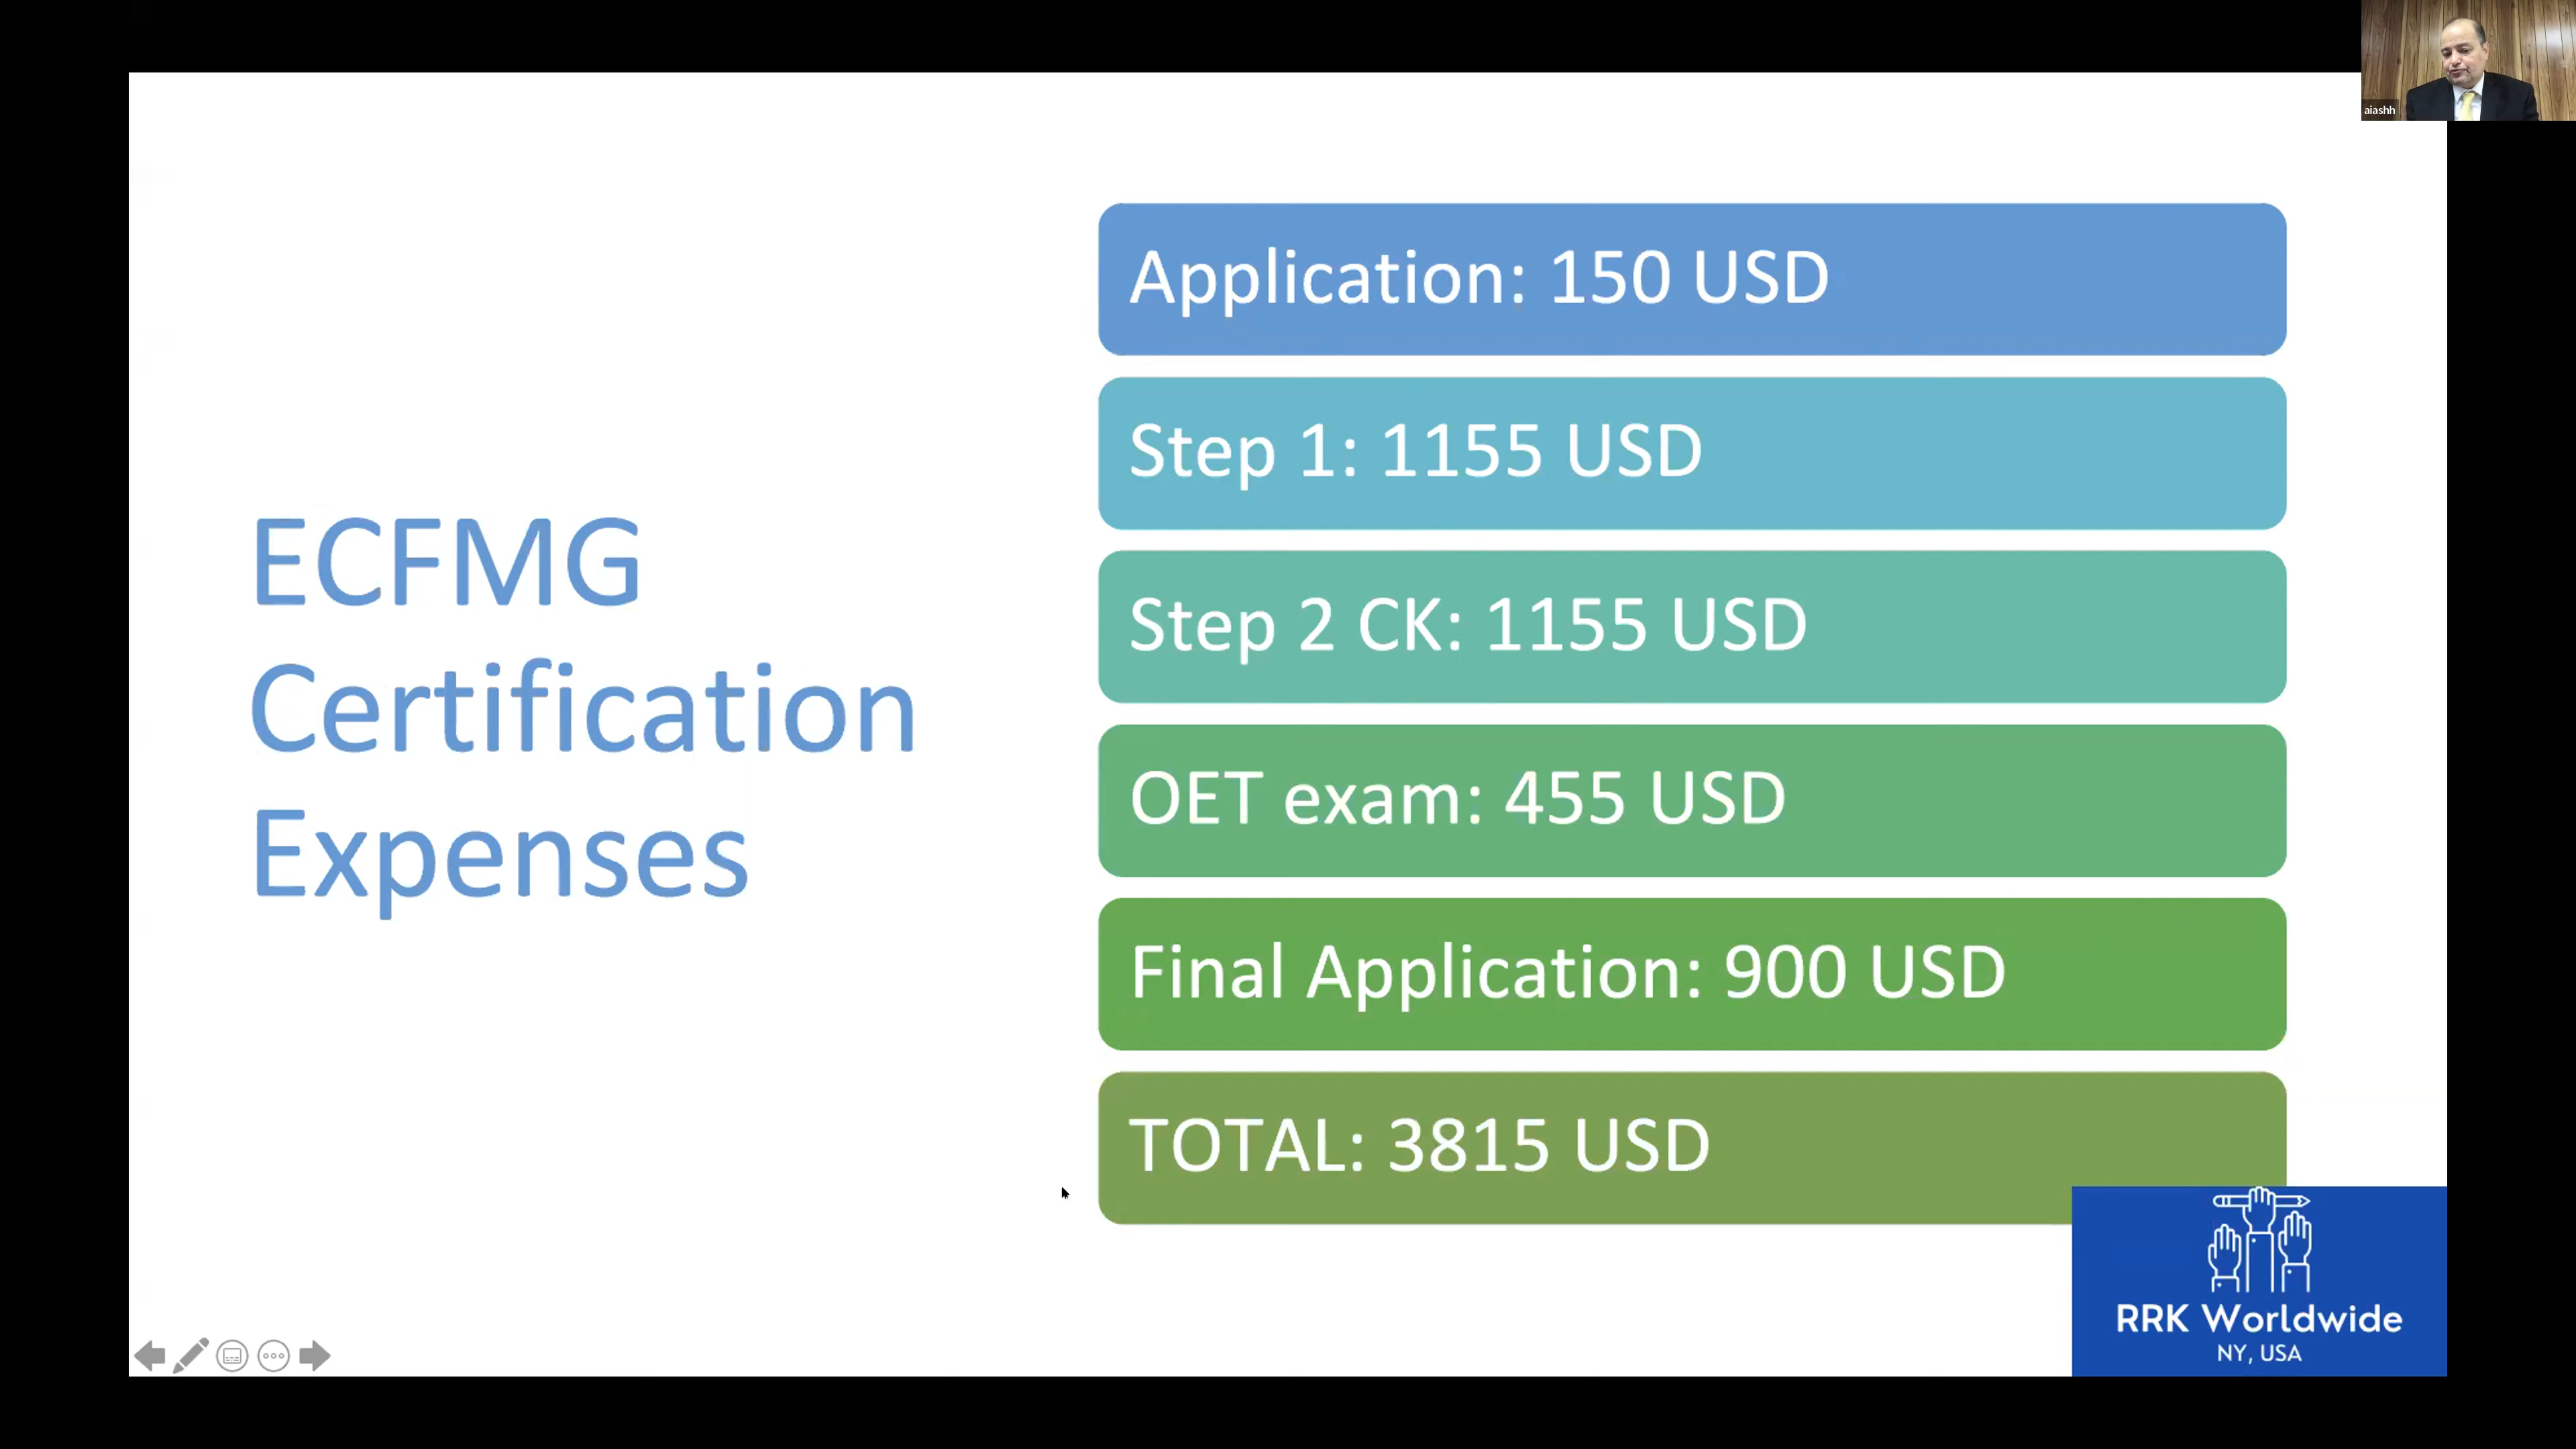 aiashh
ECFMG
Certification
Expenses
Application: 150 USD
Step 1: 1155 USD
Step 2 CK: 1155 USD
OET exam: 455 USD
Final Application: 900 USD
TOTAL: 3815 USD
RRK Worldwide
NY, USA